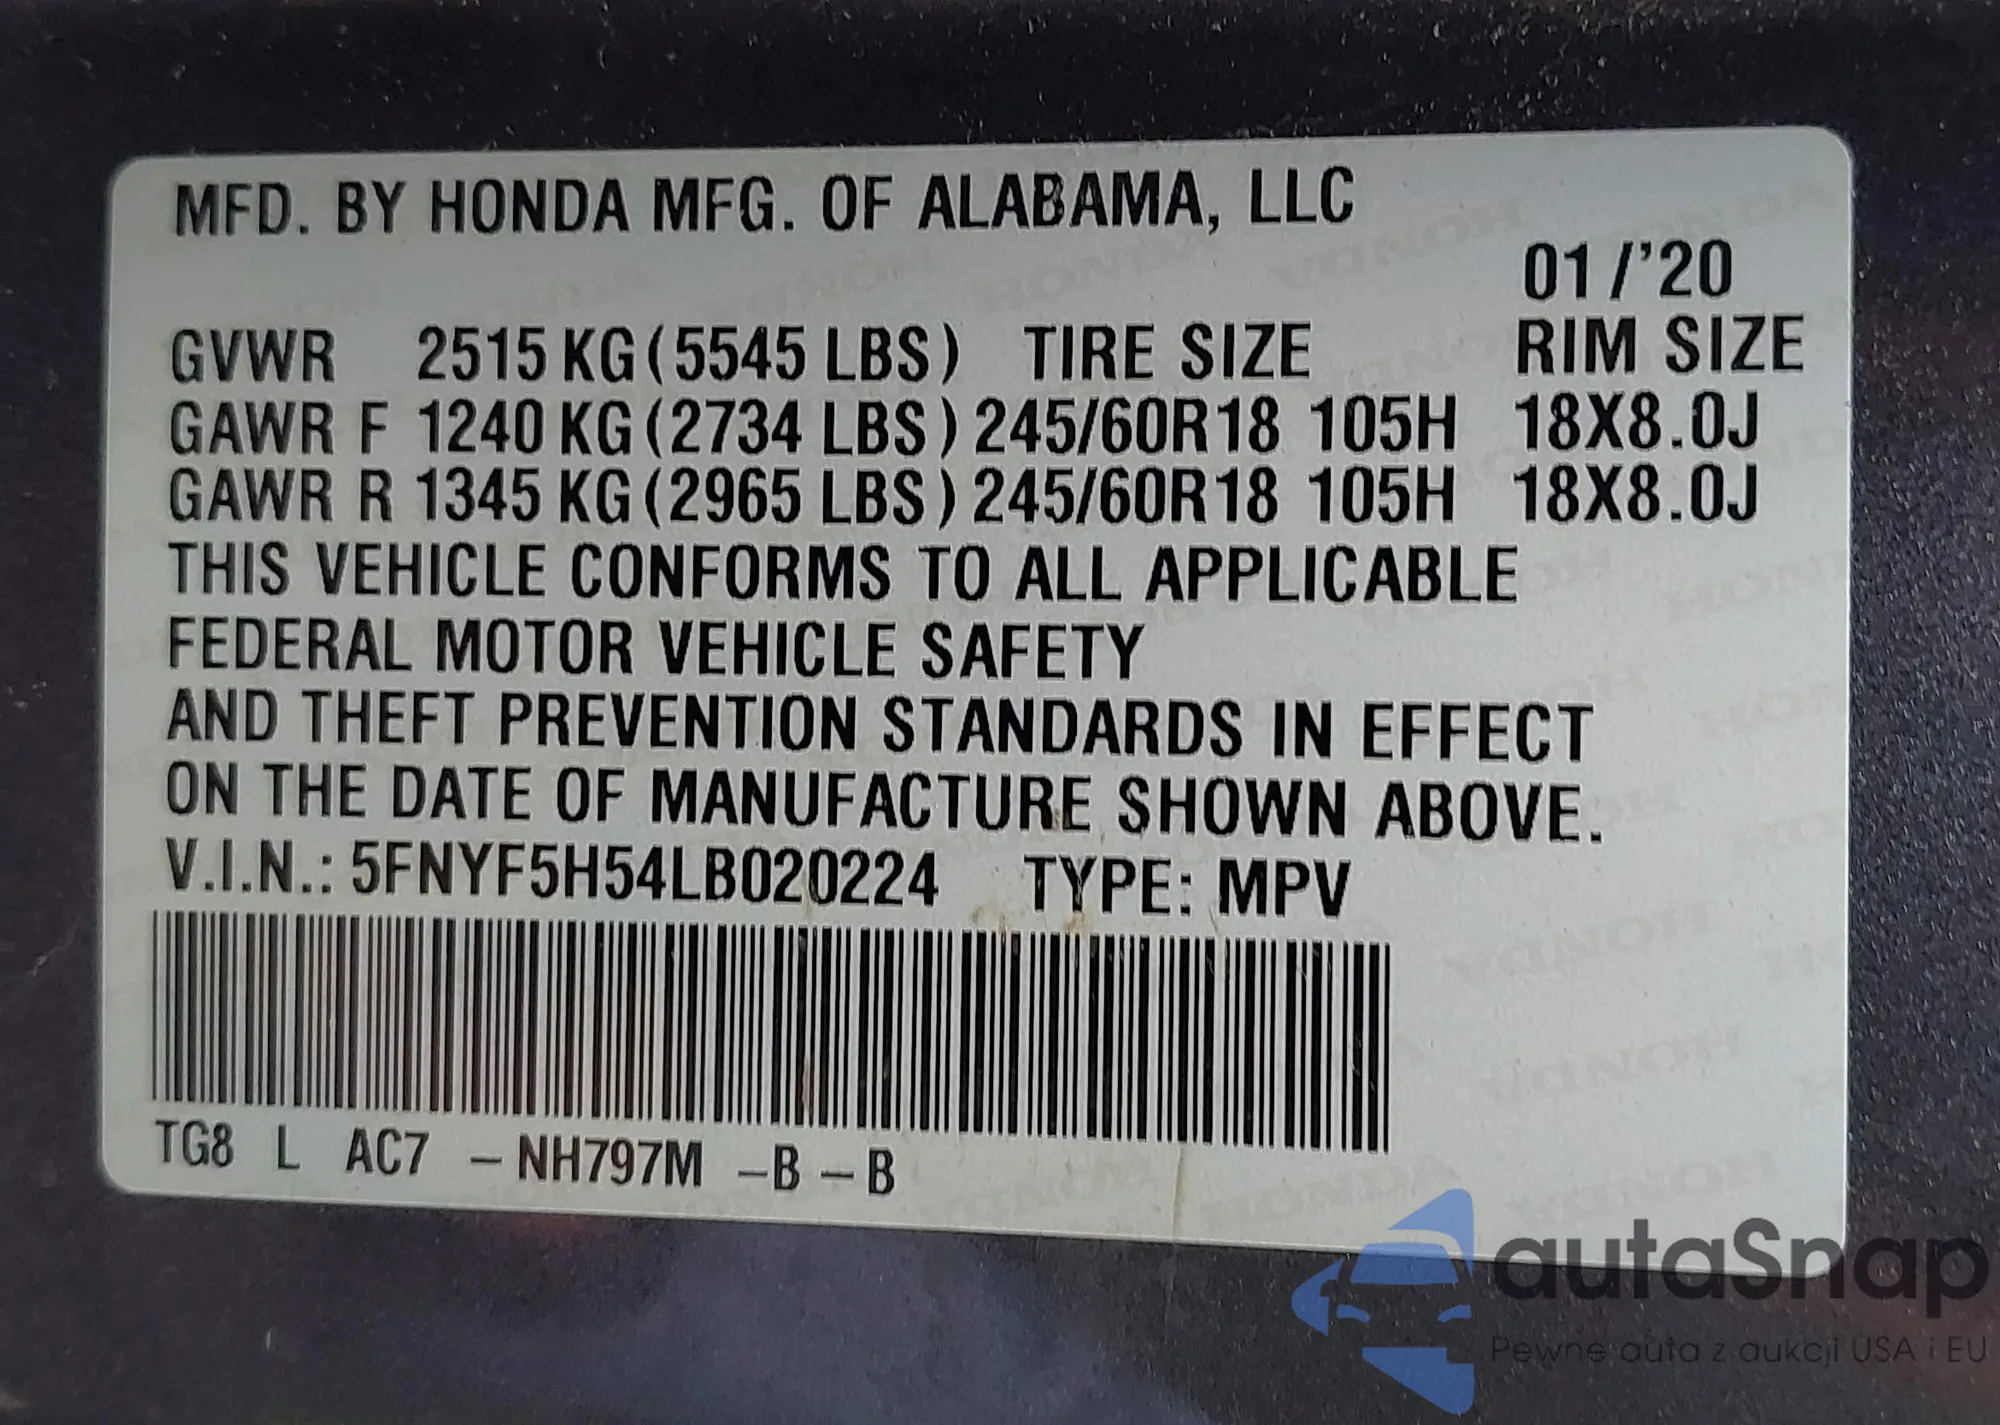 MFD. BY HONDA MFG. OF ALABAMA, LLC
01/'20
GVWR 2515 KG (5545 LBS) TIRE SIZE RIM SIZE
GAWR F 1240 KG (2734 LBS) 245/60R18 105H 18X8.0J
GAWR R 1345 KG (2965 LBS) 245/60R18 105H 18X8.0J
THIS VEHICLE CONFORMS TO ALL APPLICABLE
FEDERAL MOTOR VEHICLE SAFETY
AND THEFT PREVENTION STANDARDS IN EFFECT
ON THE DATE OF MANUFACTURE SHOWN ABOVE.
V.I.N.: 5FNYF5H54LB020224 TYPE: MPV
TG8 L AC7 – NH797M – B – B
autaSnap
Pewne auta z aukcji USA i EU